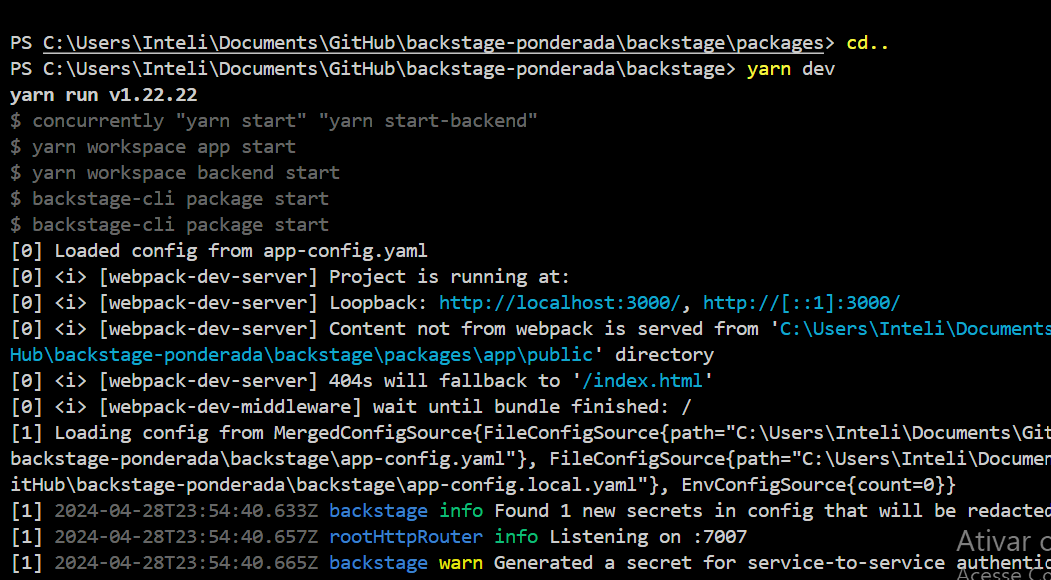 PS C:\Users\Inteli\Documents\GitHub\backstage-ponderada\backstage\packages> cd..
PS C:\Users\Inteli\Documents\GitHub\backstage-ponderada\backstage> yarn dev
yarn run v1.22.22
$ concurrently "yarn start" "yarn start-backend"
$ yarn workspace app start
$ yarn workspace backend start
$ backstage-cli package start
$ backstage-cli package start
[0] Loaded config from app-config.yaml
[0] <i> [webpack-dev-server] Project is running at:
[0] <i> [webpack-dev-server] Loopback: http://localhost:3000/, http://[::1]:3000/
[0] <i> [webpack-dev-server] Content not from webpack is served from 'C:\Users\Inteli\Documents
Hub\backstage-ponderada\backstage\packages\app\public' directory
[0] <i> [webpack-dev-server] 404s will fallback to '/index.html'
[0] <i> [webpack-dev-middleware] wait until bundle finished: /
[1] Loading config from MergedConfigSource{FileConfigSource{path="C:\Users\Inteli\Documents\Git
backstage-ponderada\backstage\app-config.yaml"}, FileConfigSource{path="C:\Users\Inteli\Documen
itHub\backstage-ponderada\backstage\app-config.local.yaml"}, EnvConfigSource{count=0}}
[1] 2024-04-28T23:54:40.633Z backstage info Found 1 new secrets in config that will be redacted
[1] 2024-04-28T23:54:40.657Z rootHttpRouter info Listening on :7007
Ativar o
[1] 2024-04-28T23:54:40.665Z backstage warn Generated a secret for service-to-service authentic
Acesse Co